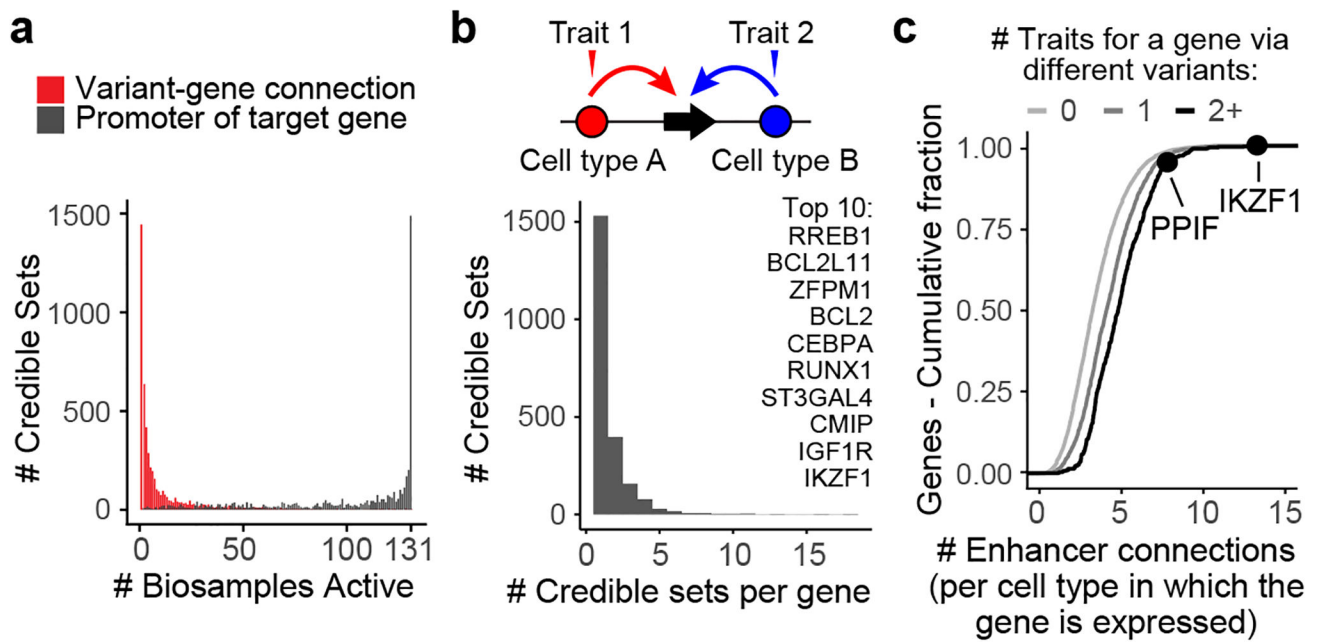 a
Variant-gene connection
Promoter of target gene
# Credible Sets
1500
1000
500
0
0
50
100
131
# Biosamples Active
b
Trait 1
Trait 2
Cell type A
Cell type B
# Credible Sets
1500
1000
500
0
Top 10:
RREB1
BCL2L11
ZFPM1
BCL2
CEBPA
RUNX1
ST3GAL4
CMIP
IGF1R
IKZF1
0
5
10
15
# Credible sets per gene
c
# Traits for a gene via
different variants:
0
1
2+
Genes - Cumulative fraction
1.00
0.75
0.50
0.25
0.00
PPIF
IKZF1
0
5
10
15
# Enhancer connections
(per cell type in which the
gene is expressed)